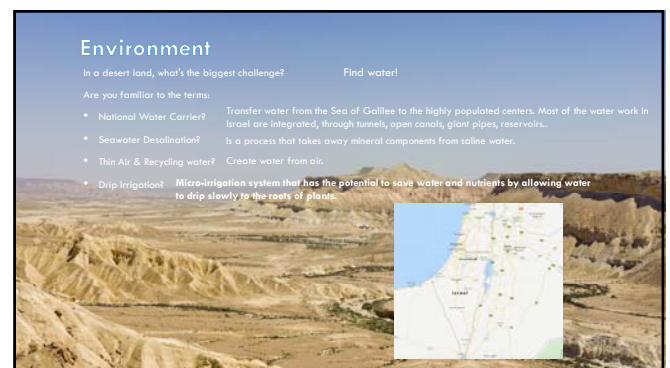 Environment
In a desert land, what's the biggest challenge? Find water!
Are you familiar to the terms:
• National Water Carrier? Transfer water from the Sea of Galilee to the highly populated centers. Most of the water work in
Israel are integrated, through tunnels, open canals, giant pipes, reservoirs..
• Seawater Desalination? Is a process that takes away mineral components from saline water.
• Thin Air & Recycling water? Create water from air.
• Drip Irrigation? Micro-irrigation system that has the potential to save water and nutrients by allowing water
to drip slowly to the roots of plants.
Israel